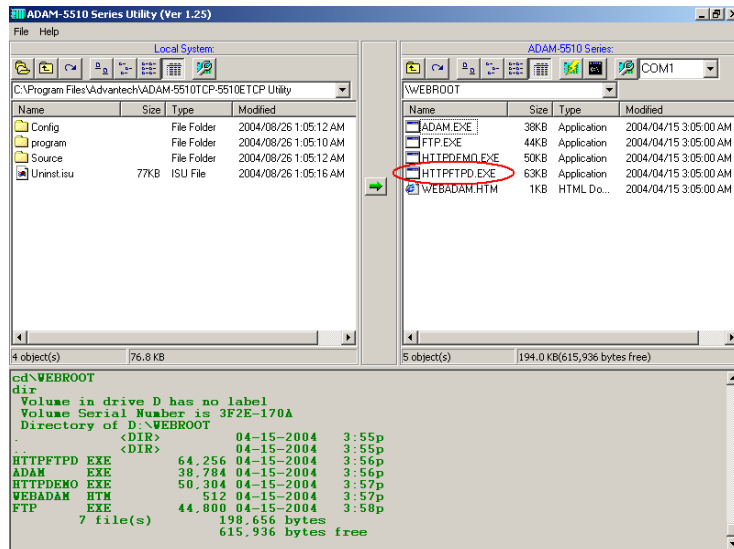 ADAM-5510 Series Utility (Ver 1.25)
File Help
Local System:
ADAM-5510 Series:
COM1
C:\Program Files\Advantech\ADAM-5510TCP-5510ETCP Utility
\WEBROOT
Name Size Type Modified
Config File Folder 2004/08/26 1:05:12 AM
program File Folder 2004/08/26 1:05:10 AM
Source File Folder 2004/08/26 1:05:12 AM
Uninst.isu 77KB ISU File 2004/08/26 1:05:16 AM
Name Size Type Modified
ADAM.EXE 38KB Application 2004/04/15 3:05:00 AM
FTP.EXE 44KB Application 2004/04/15 3:05:00 AM
HTTPDEMO.EXE 50KB Application 2004/04/15 3:05:00 AM
HTTPFTPD.EXE 63KB Application 2004/04/15 3:05:00 AM
WEBADAM.HTM 1KB HTML Do... 2004/04/15 3:05:00 AM
4 object(s) 76.8 KB
5 object(s) 194.0 KB(615,936 bytes free)
cd\WEBROOT
dir
Volume in drive D has no label
Volume Serial Number is 3F2E-170A
Directory of D:\WEBROOT
. <DIR> 04-15-2004 3:55p
.. <DIR> 04-15-2004 3:55p
HTTPFTPD EXE 64,256 04-15-2004 3:56p
ADAM EXE 38,784 04-15-2004 3:56p
HTTPDEMO EXE 50,304 04-15-2004 3:57p
WEBADAM HTM 512 04-15-2004 3:57p
FTP EXE 44,800 04-15-2004 3:58p
7 file(s) 198,656 bytes
615,936 bytes free